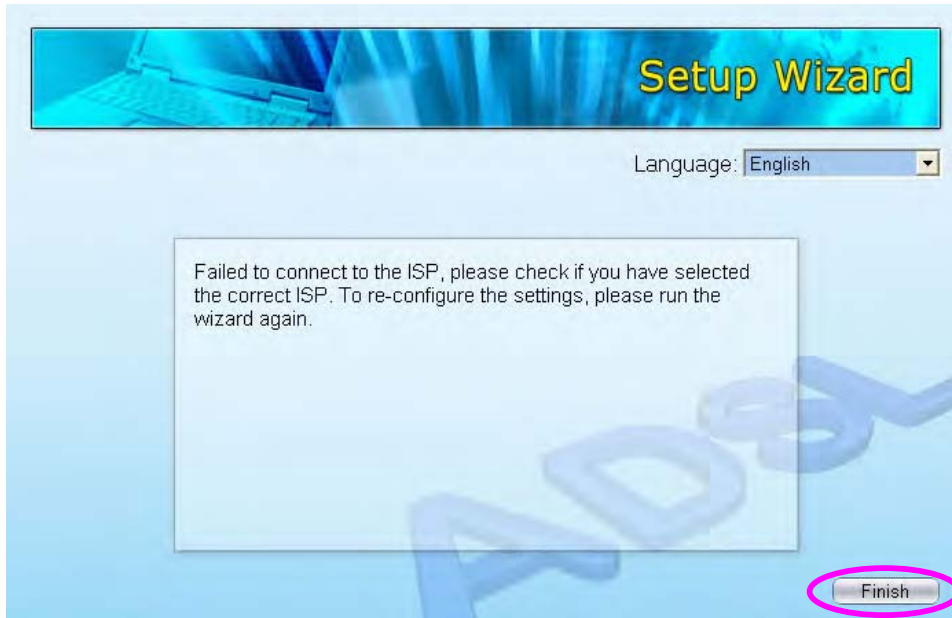 Setup Wizard
Language: English
Failed to connect to the ISP, please check if you have selected
the correct ISP. To re-configure the settings, please run the
wizard again.
ADSL
Finish